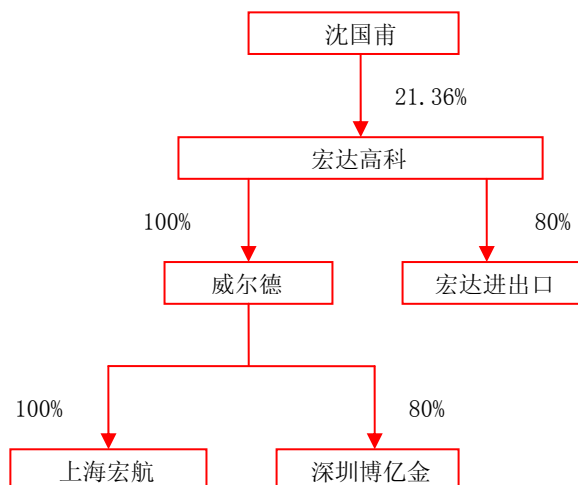 沈国甫
21.36%
宏达高科
100%
80%
威尔德
宏达进出口
100%
80%
上海宏航
深圳博亿金